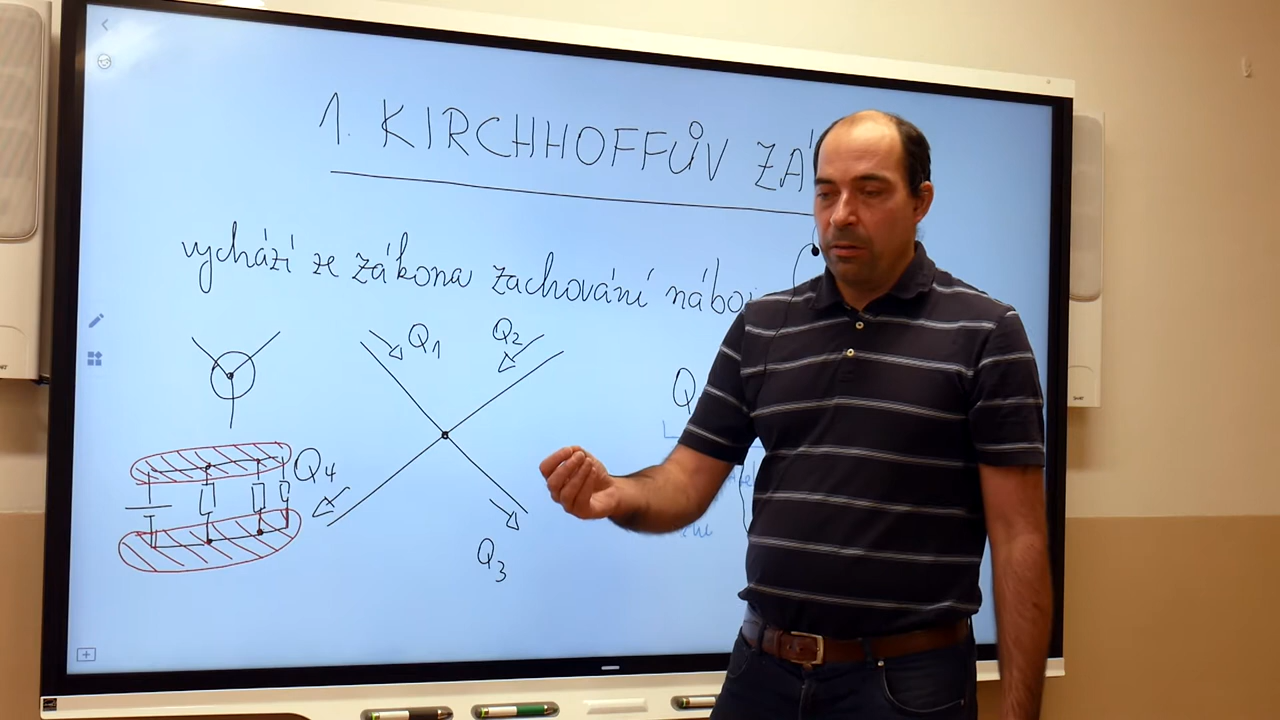 1. KIRCHHOFFŮV ZÁ
vychází ze zákona zachování náboj
Q1 Q2
Q
Q4
Q3